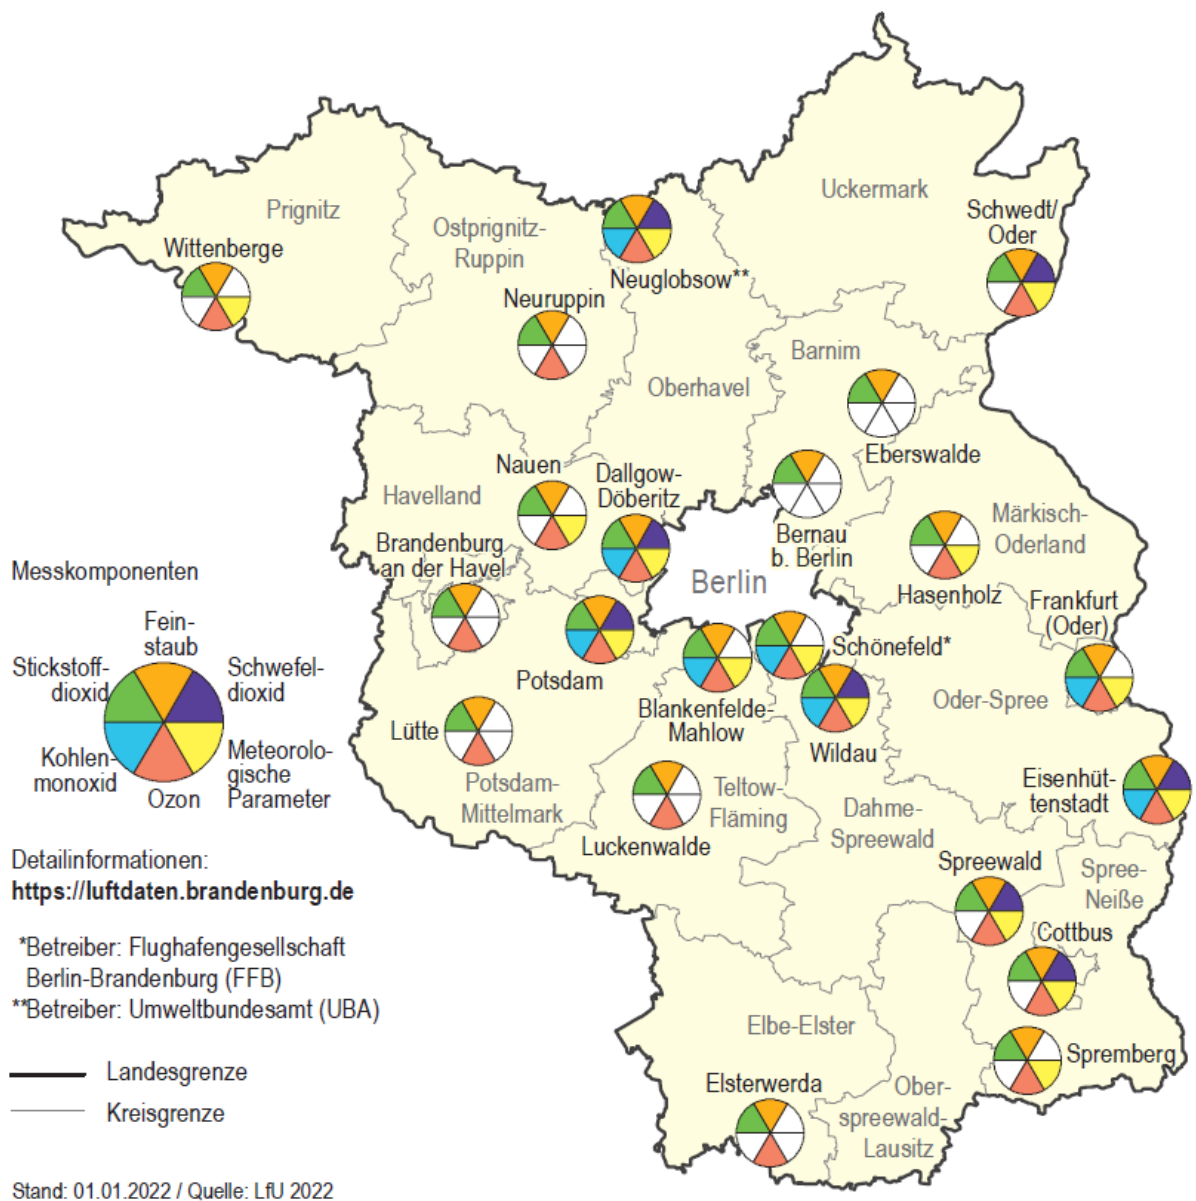 Uckermark
Prignitz
Schwedt/
Oder
Ostprignitz-
Ruppin
Wittenberge
Neuglobsow**
Neuruppin
Barnim
Oberhavel
Eberswalde
Nauen
Dallgow-
Döberitz
Havelland
Märkisch-
Oderland
Bernau
b. Berlin
Brandenburg
an der Havel
Berlin
Hasenholz
Frankfurt
(Oder)
Schönefeld*
Potsdam
Oder-Spree
Blankenfelde-
Mahlow
Lütte
Wildau
Potsdam-
Mittelmark
Teltow-
Fläming
Eisenhüt-
tenstadt
Dahme-
Spreewald
Luckenwalde
Spreewald
Spree-
Neiße
Cottbus
Elbe-Elster
Spremberg
Elsterwerda
Ober-
spreewald-
Lausitz
Messkomponenten
Fein-
staub
Stickstoff-
dioxid
Schwefel-
dioxid
Kohlen-
monoxid
Ozon
Meteorolo-
gische
Parameter
Detailinformationen:
https://luftdaten.brandenburg.de
*Betreiber: Flughafengesellschaft
Berlin-Brandenburg (FFB)
**Betreiber: Umweltbundesamt (UBA)
Landesgrenze
Kreisgrenze
Stand: 01.01.2022 / Quelle: LfU 2022